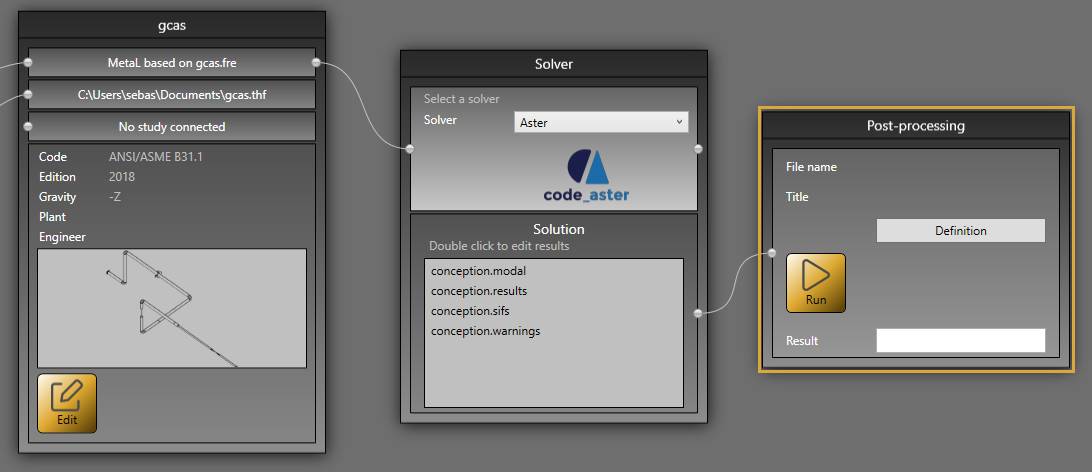 gcas
MetaL based on gcas.fre
C:\Users\sebas\Documents\gcas.thf
No study connected
Code ANSI/ASME B31.1
Edition 2018
Gravity -Z
Plant
Engineer
Edit
Solver
Select a solver
Solver Aster
code_aster
Solution
Double click to edit results
conception.modal
conception.results
conception.sifs
conception.warnings
Post-processing
File name
Title
Definition
Run
Result